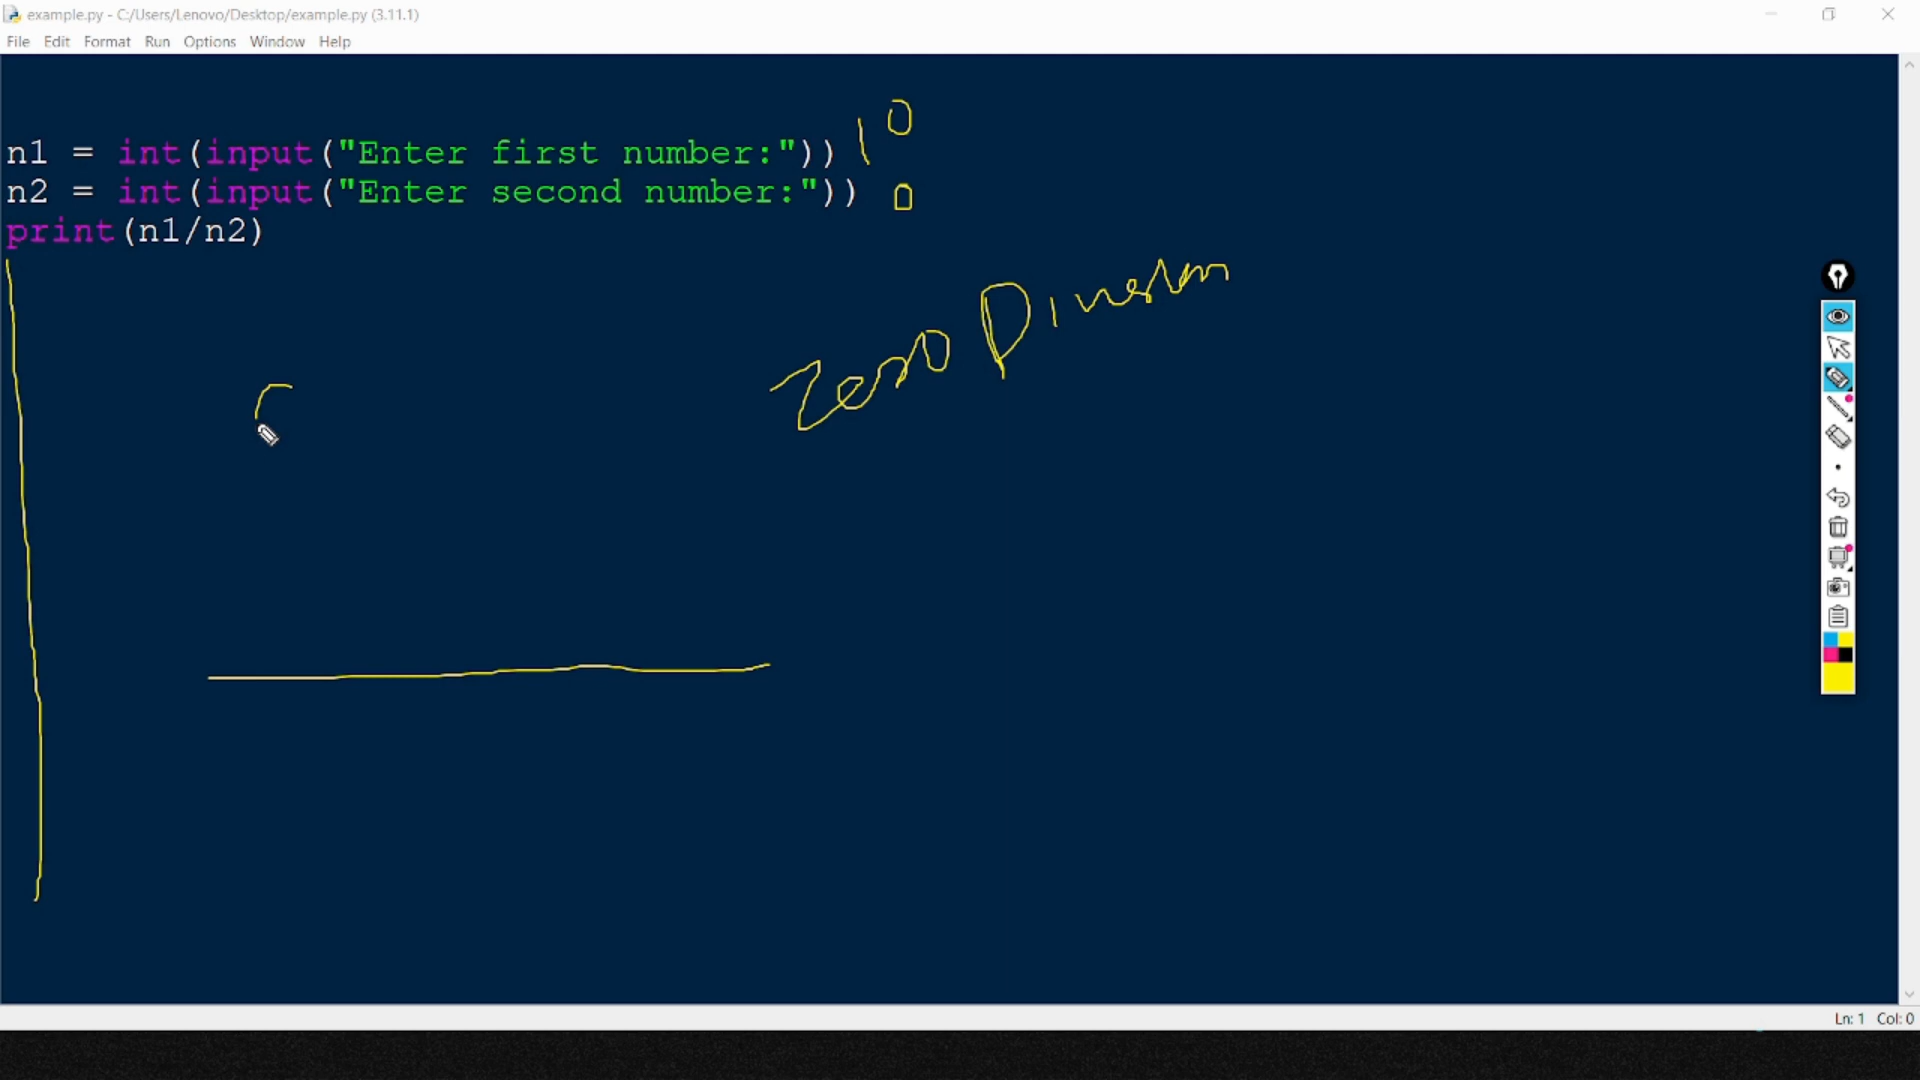 example.py - C:/Users/Lenovo/Desktop/example.py (3.11.1)
File Edit Format Run Options Window Help
n1 = int(input("Enter first number:")) 10
n2 = int(input("Enter second number:")) 0
print(n1/n2)
Zero
Ln: 1 Col: 0